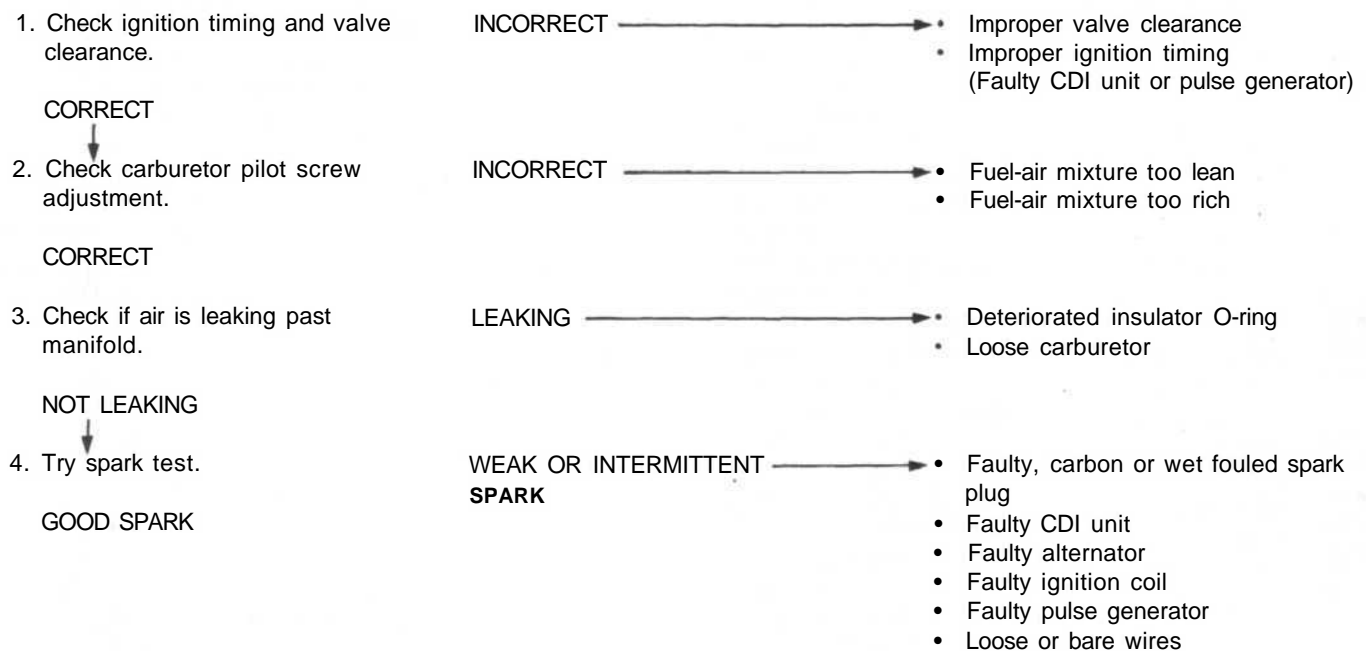 1. Check ignition timing and valve clearance.
INCORRECT
• Improper valve clearance
• Improper ignition timing
(Faulty CDI unit or pulse generator)
CORRECT
2. Check carburetor pilot screw
adjustment.
INCORRECT
• Fuel-air mixture too lean
• Fuel-air mixture too rich
CORRECT
3. Check if air is leaking past
manifold.
LEAKING
• Deteriorated insulator O-ring
• Loose carburetor
NOT LEAKING
4. Try spark test.
WEAK OR INTERMITTENT
SPARK
• Faulty, carbon or wet fouled spark
plug
• Faulty CDI unit
• Faulty alternator
• Faulty ignition coil
• Faulty pulse generator
• Loose or bare wires
GOOD SPARK